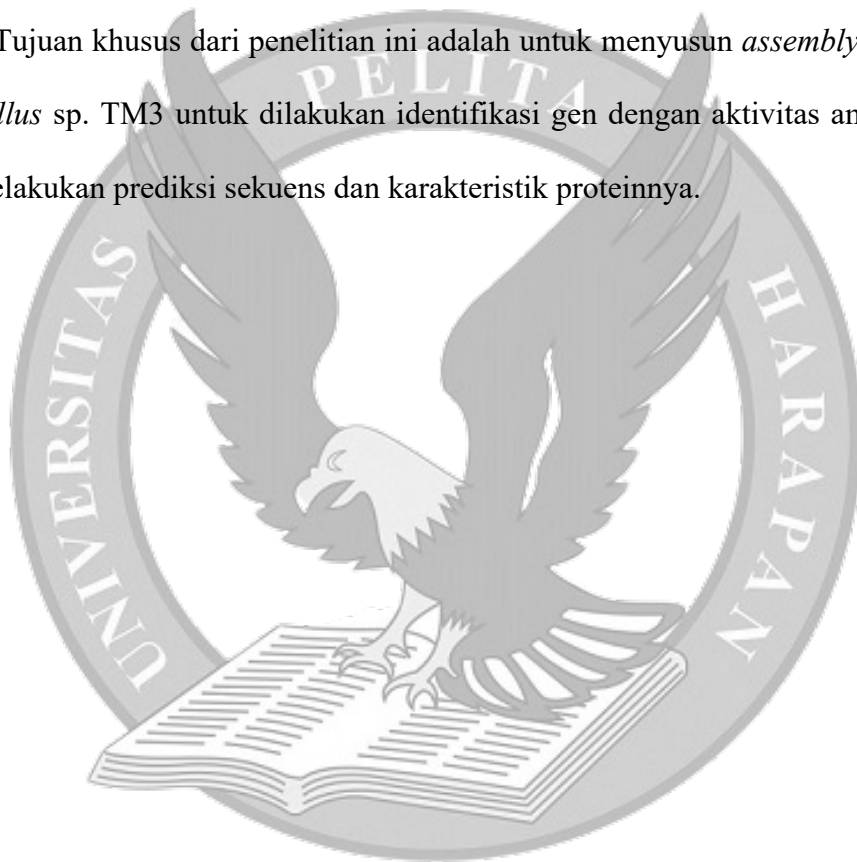 Tujuan khusus dari penelitian ini adalah untuk menyusun assembly
llus sp. TM3 untuk dilakukan identifikasi gen dengan aktivitas an
elakukan prediksi sekuens dan karakteristik proteinnya.
UNIVERSITAS PELITA HARAPAN